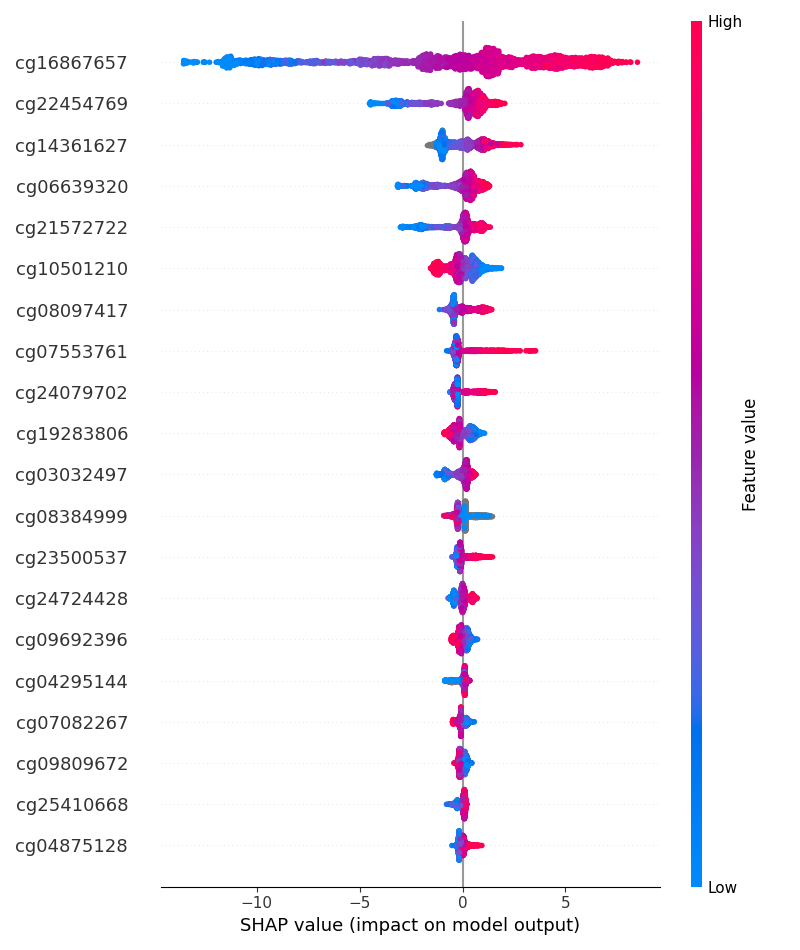 High
cg16867657
cg22454769
cg14361627
cg06639320
cg21572722
cg10501210
cg08097417
cg07553761
cg24079702
cg19283806
cg03032497
cg08384999
cg23500537
cg24724428
cg09692396
cg04295144
cg07082267
cg09809672
cg25410668
cg04875128
Feature value
Low
−10 −5 0 5
SHAP value (impact on model output)